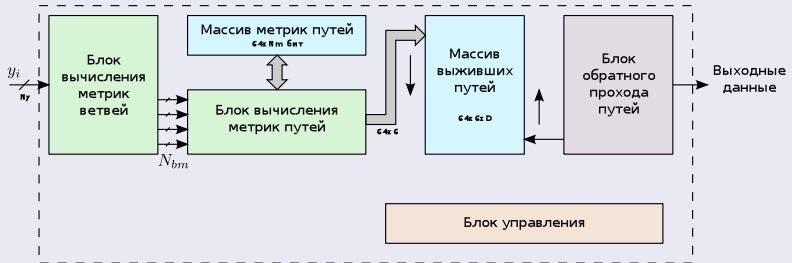 y_i
Ny
Блок
вычисления
метрик
ветвей
N_bm
Массив метрик путей
64xNm бит
Блок вычисления
метрик путей
64x6
Массив
выживших
путей
64x6xD
Блок
обратного
прохода
путей
Выходные
данные
Блок управления